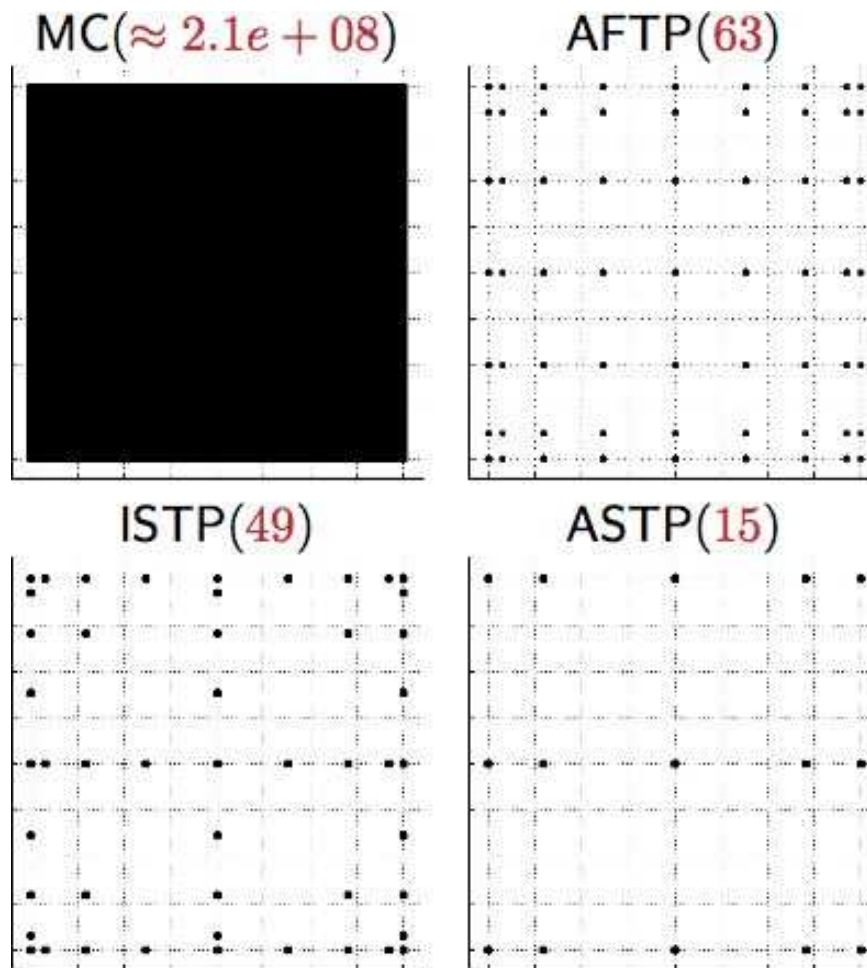 MC(≈ 2.1e + 08)
AFTP(63)
ISTP(49)
ASTP(15)